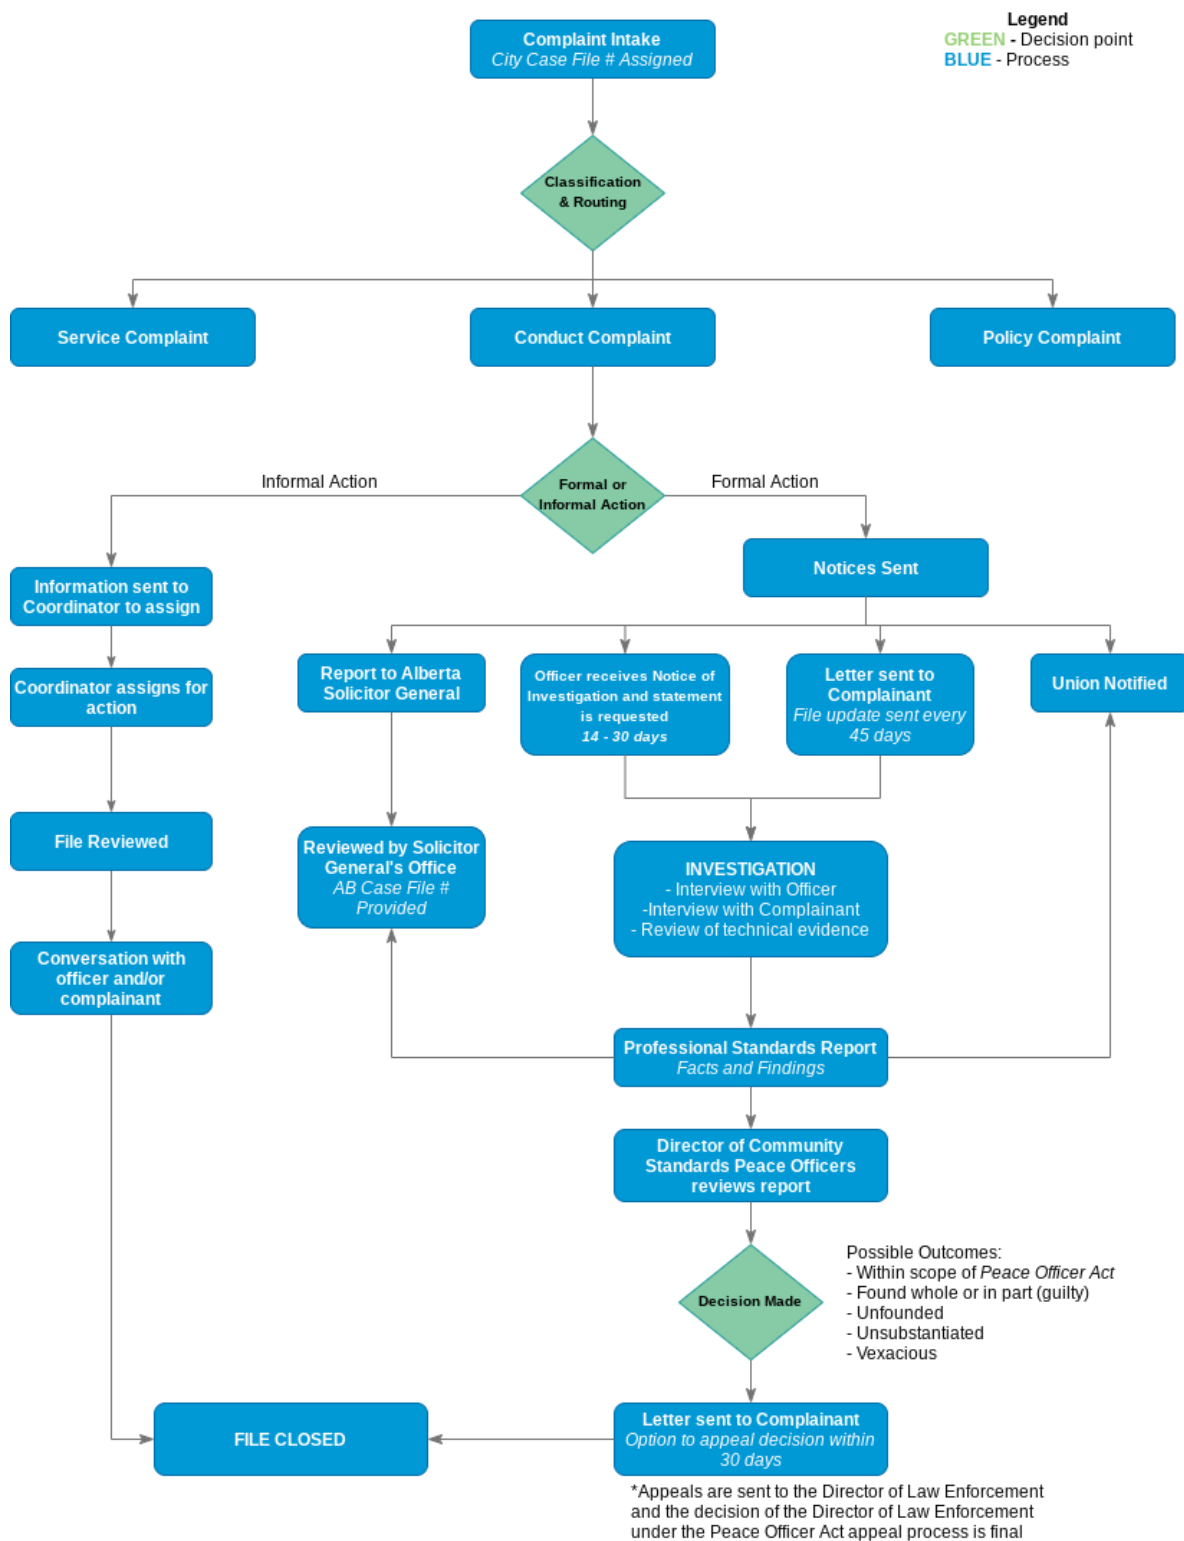 Legend
GREEN - Decision point
BLUE - Process
Complaint Intake
City Case File # Assigned
Classification
& Routing
Service Complaint
Conduct Complaint
Policy Complaint
Formal or
Informal Action
Informal Action
Formal Action
Information sent to
Coordinator to assign
Coordinator assigns for
action
File Reviewed
Conversation with
officer and/or
complainant
Notices Sent
Report to Alberta
Solicitor General
Officer receives Notice of
Investigation and statement
is requested
14 - 30 days
Letter sent to
Complainant
File update sent every
45 days
Union Notified
Reviewed by Solicitor
General's Office
AB Case File #
Provided
INVESTIGATION
- Interview with Officer
-Interview with Complainant
- Review of technical evidence
Professional Standards Report
Facts and Findings
Director of Community
Standards Peace Officers
reviews report
Decision Made
Possible Outcomes:
- Within scope of Peace Officer Act
- Found whole or in part (guilty)
- Unfounded
- Unsubstantiated
- Vexacious
Letter sent to Complainant
Option to appeal decision within
30 days
FILE CLOSED
*Appeals are sent to the Director of Law Enforcement
and the decision of the Director of Law Enforcement
under the Peace Officer Act appeal process is final